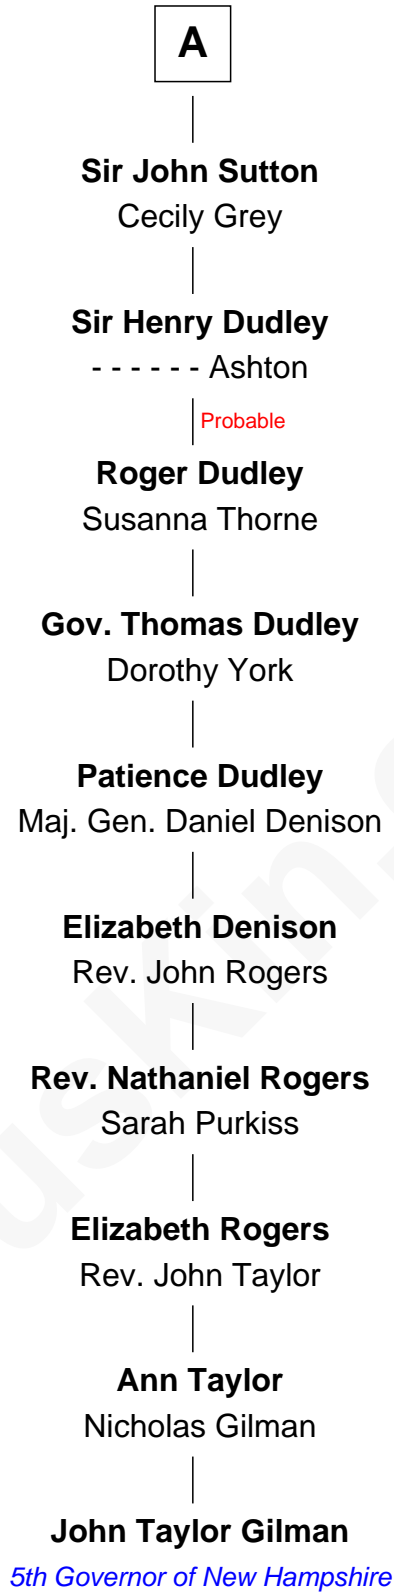 A
Sir John Sutton
Cecily Grey
Sir Henry Dudley
- - - - - - Ashton
Probable
Roger Dudley
Susanna Thorne
Gov. Thomas Dudley
Dorothy York
Patience Dudley
Maj. Gen. Daniel Denison
Elizabeth Denison
Rev. John Rogers
Rev. Nathaniel Rogers
Sarah Purkiss
Elizabeth Rogers
Rev. John Taylor
Ann Taylor
Nicholas Gilman
John Taylor Gilman
5th Governor of New Hampshire